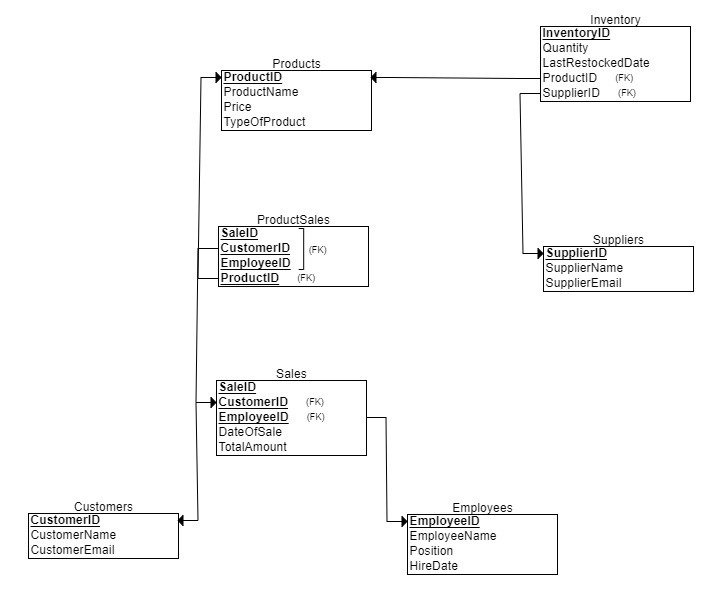 Inventory
InventoryID
Quantity
LastRestockedDate
ProductID (FK)
SupplierID (FK)
Products
ProductID
ProductName
Price
TypeOfProduct
ProductSales
SaleID
CustomerID (FK)
EmployeeID
ProductID (FK)
Suppliers
SupplierID
SupplierName
SupplierEmail
Sales
SaleID
CustomerID (FK)
EmployeeID (FK)
DateOfSale
TotalAmount
Customers
CustomerID
CustomerName
CustomerEmail
Employees
EmployeeID
EmployeeName
Position
HireDate